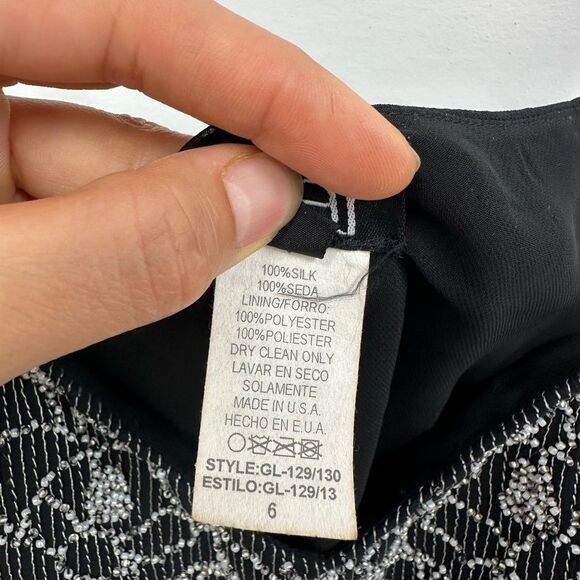 100%SILK
100%SEDA
LINING/FORRO:
100%POLYESTER
100%POLIESTER
DRY CLEAN ONLY
LAVAR EN SECO
SOLAMENTE
MADE IN U.S.A.
HECHO EN E.U.A.
STYLE:GL-129/130
ESTILO:GL-129/13
6